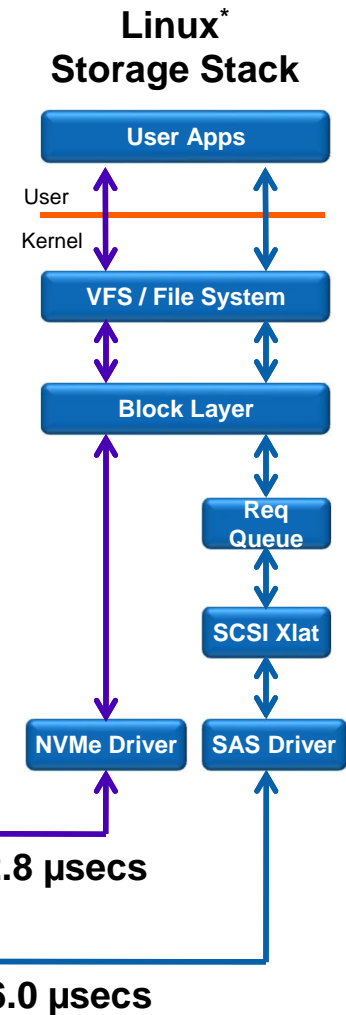 Linux*
Storage Stack
User Apps
User
Kernel
VFS / File System
Block Layer
Req
Queue
SCSI Xlat
NVMe Driver
SAS Driver
.8 µsecs
6.0 µsecs